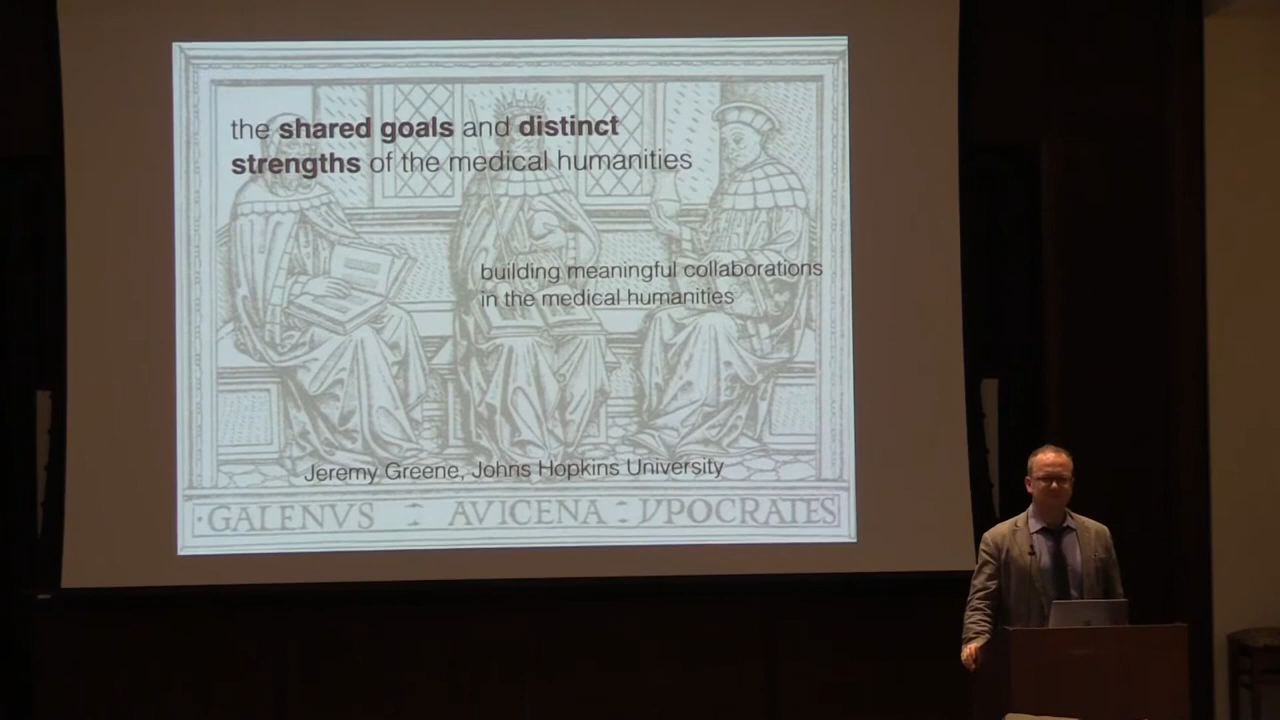 the shared goals and distinct
strengths of the medical humanities
building meaningful collaborations
in the medical humanities
Jeremy Greene, Johns Hopkins University
·GALENVS : AVICENA : YPOCRATES